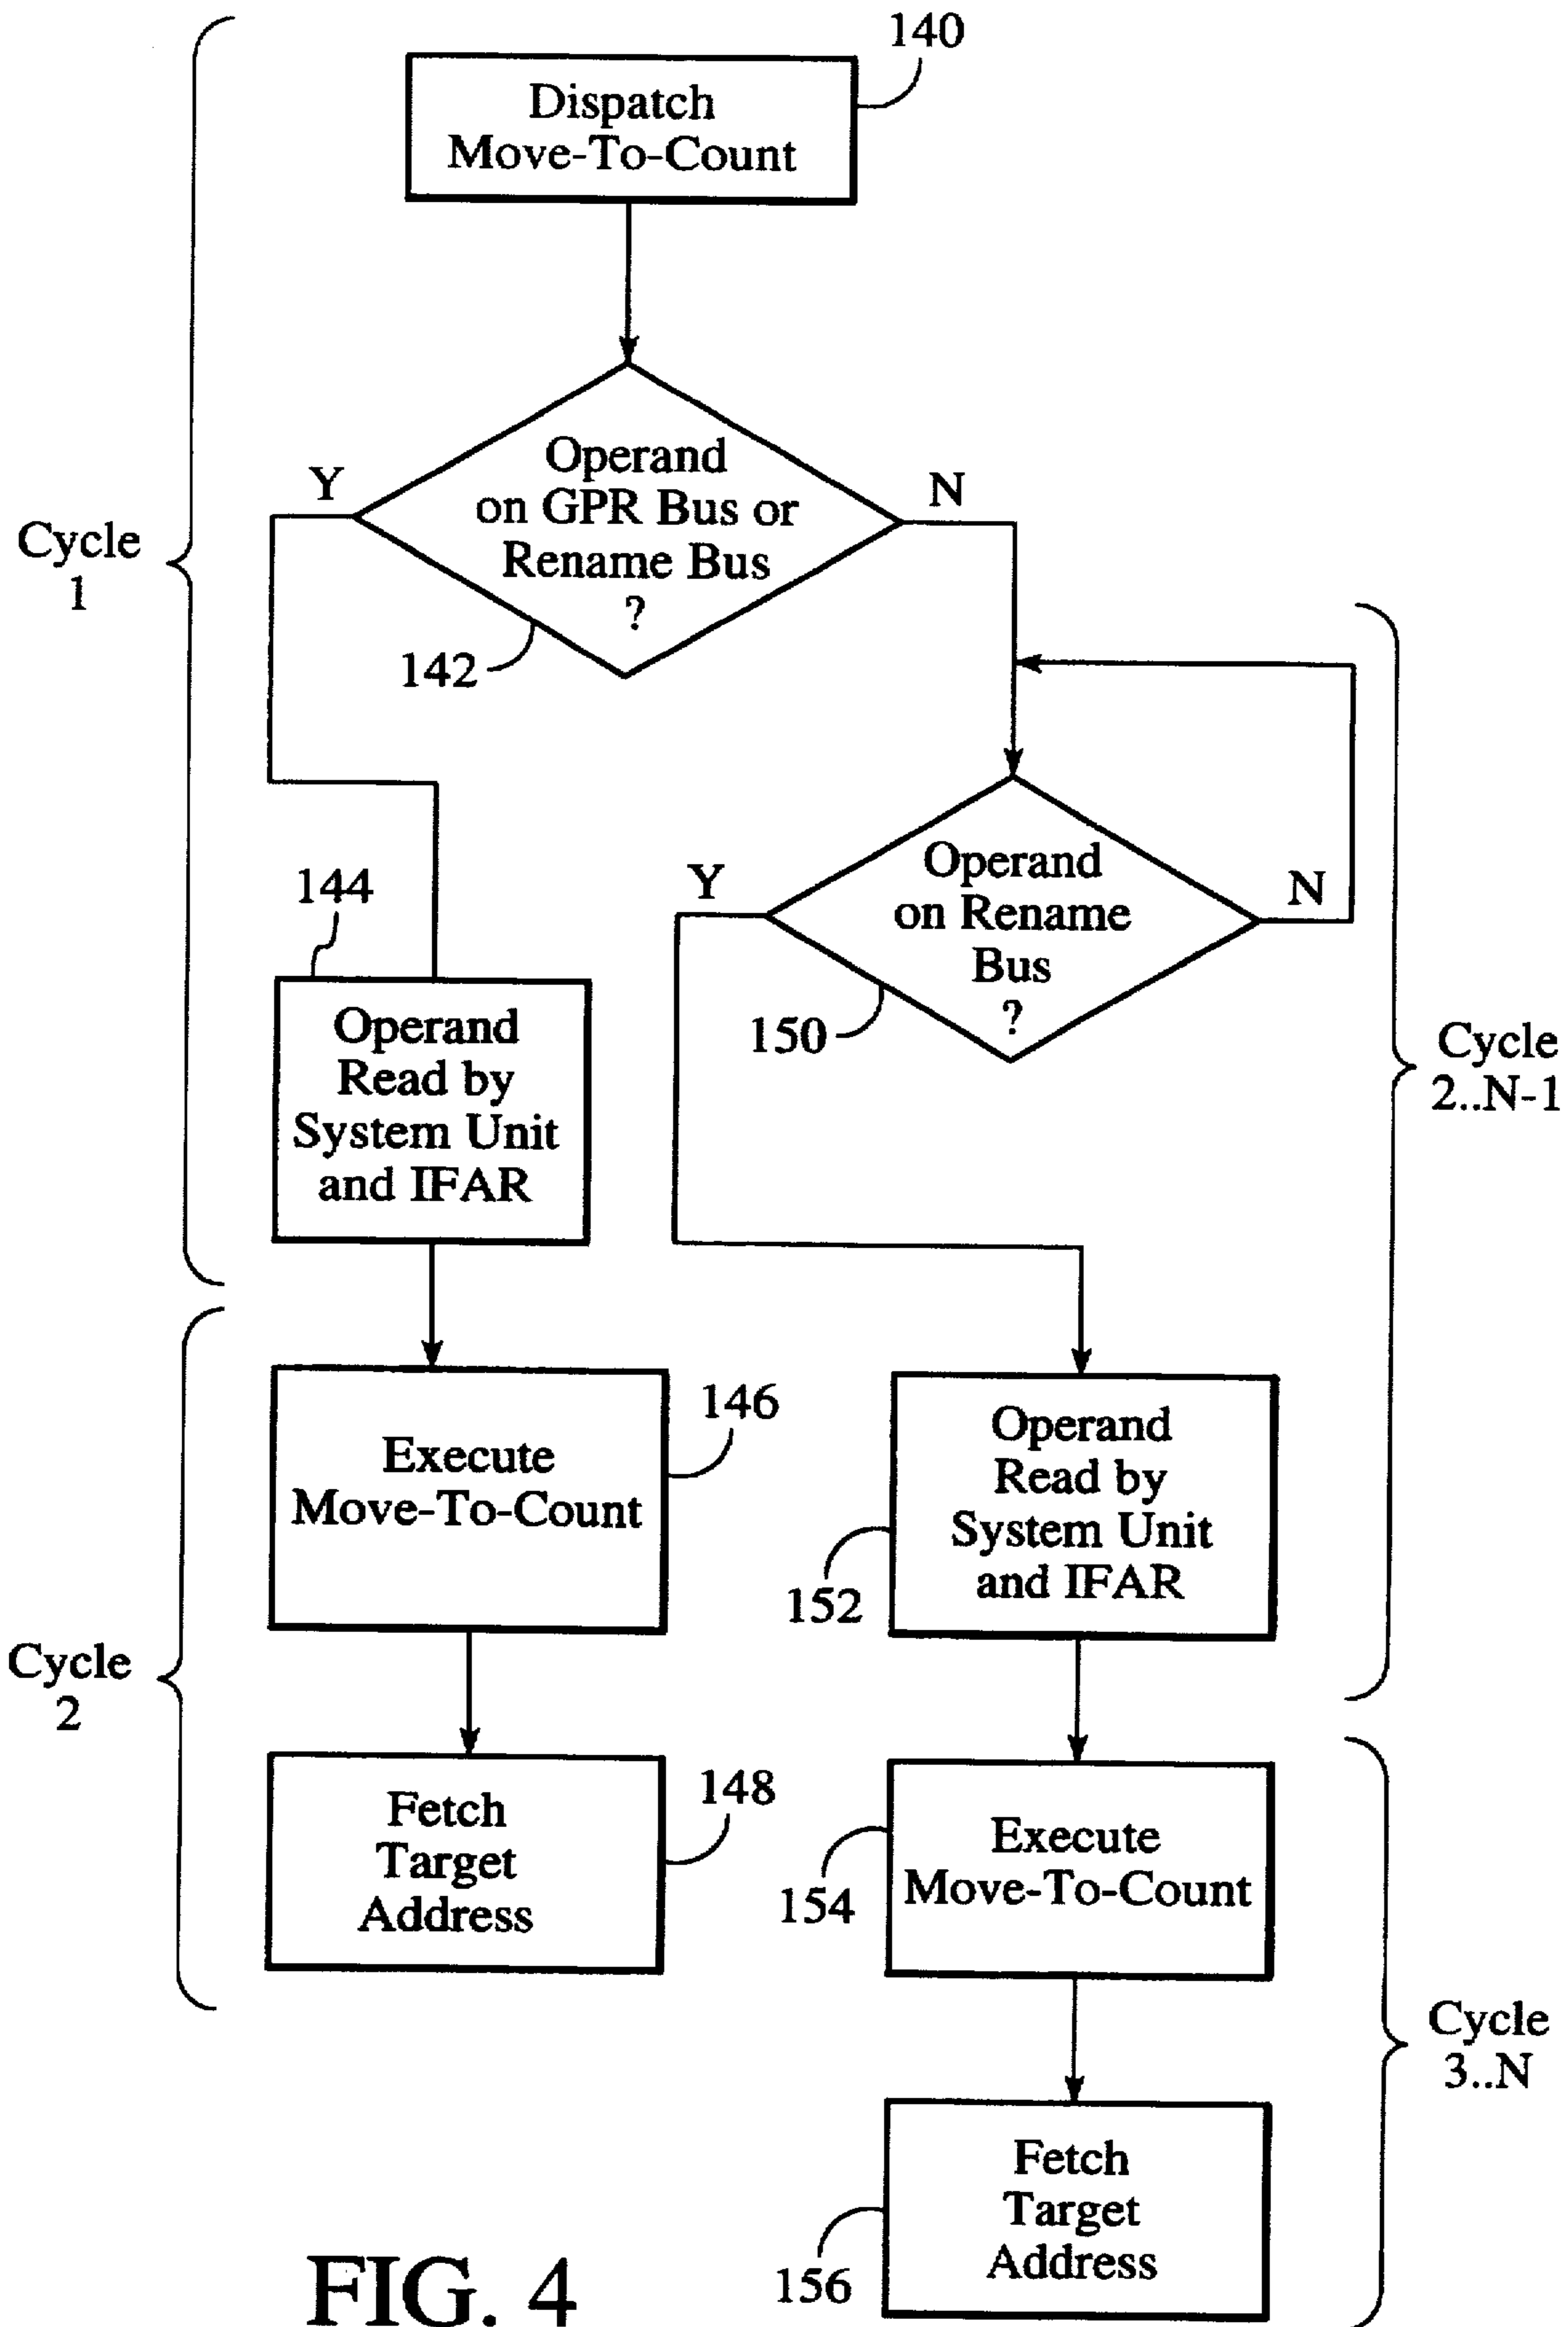 140
Dispatch
Move-To-Count
Operand
on GPR Bus or
Rename Bus
?
Y
N
142
Cycle
1
Operand
on Rename
Bus
?
Y
N
150
Cycle
2..N-1
144
Operand
Read by
System Unit
and IFAR
146
Execute
Move-To-Count
Operand
Read by
System Unit
and IFAR
152
Cycle
2
148
Fetch
Target
Address
Execute
Move-To-Count
154
Cycle
3..N
Fetch
Target
Address
156
FIG. 4